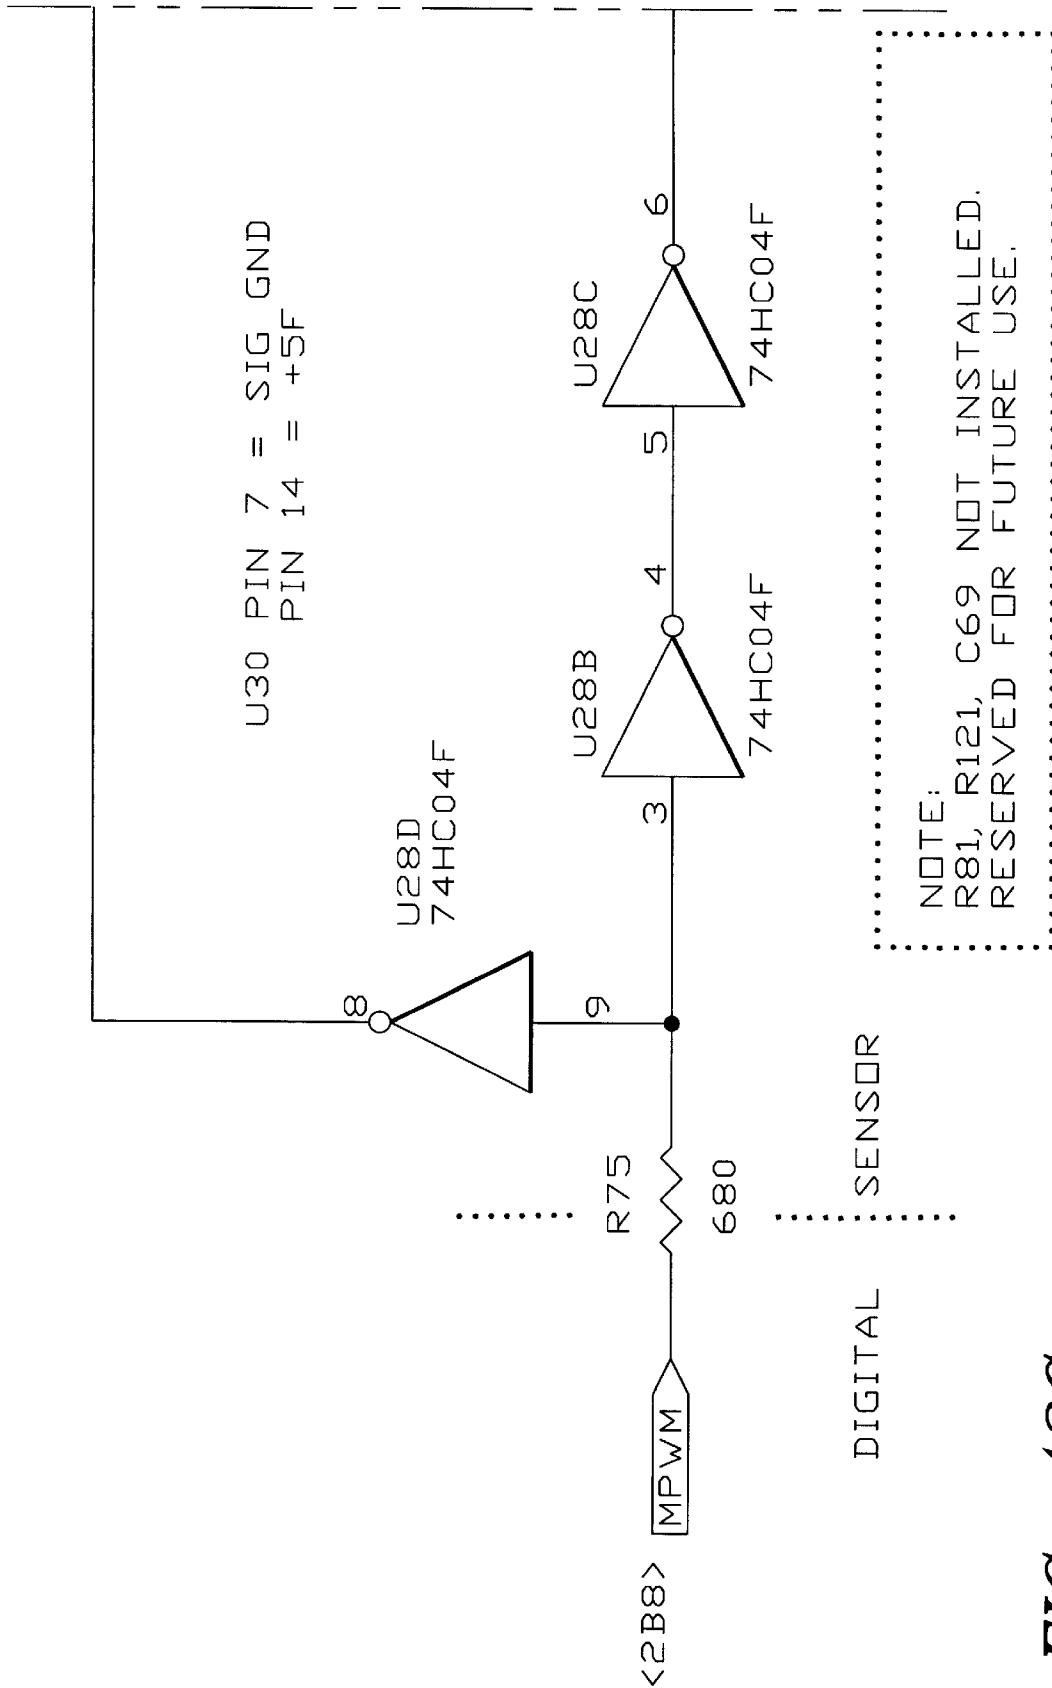 U30 PIN 7 = SIG GND
PIN 14 = +5F
U28D
74HC04F
8
9
<2B8>
MPWM
R75
680
3
U28B
74HC04F
4
5
U28C
74HC04F
6
DIGITAL
SENSOR
NOTE:
R81, R121, C69 NOT INSTALLED.
RESERVED FOR FUTURE USE.